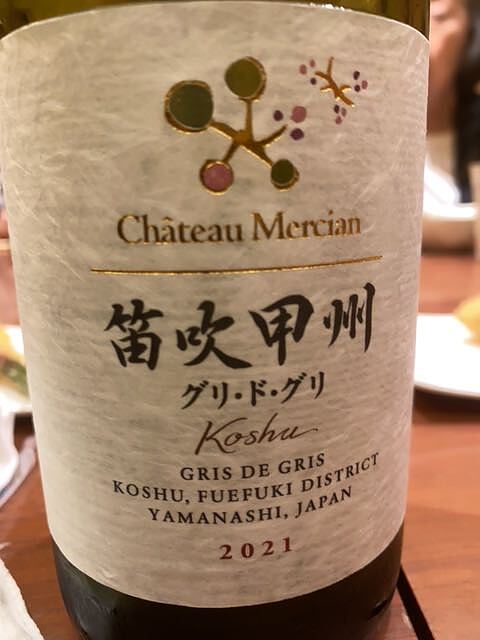 Château Mercian
笛吹甲州
グリ・ド・グリ
Koshu
GRIS DE GRIS
KOSHU, FUEFUKI DISTRICT
YAMANASHI, JAPAN
2021